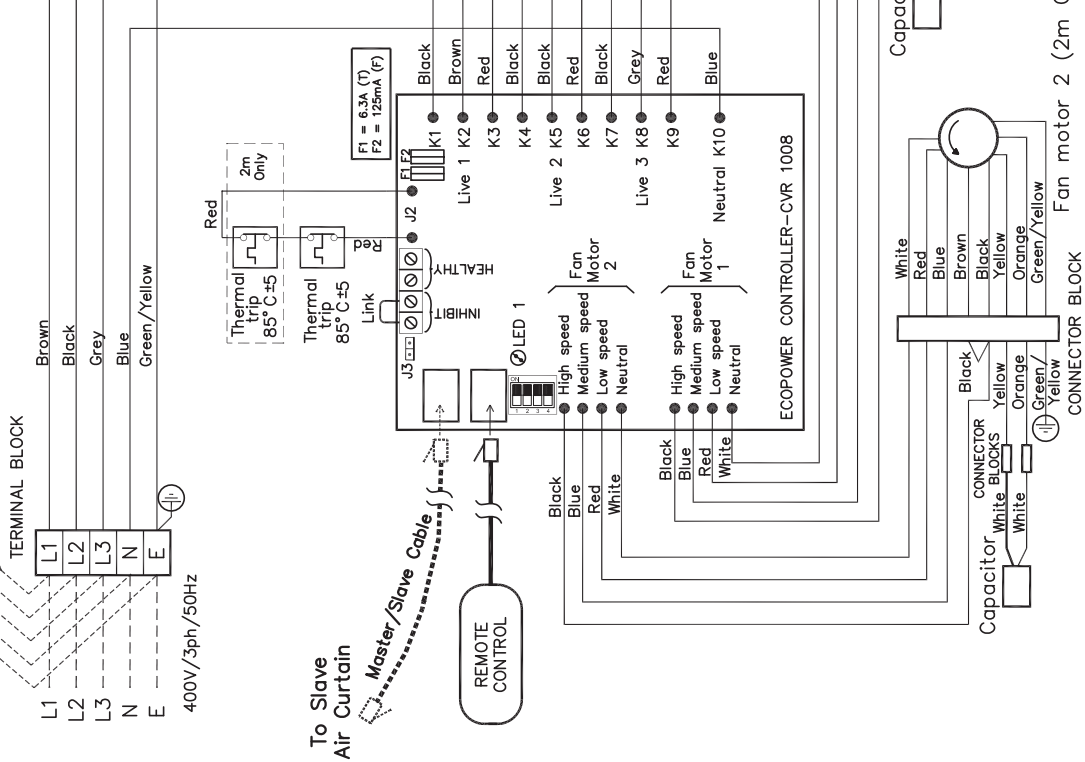 TERMINAL BLOCK
L1
L2
L3
N
E
L1
L2
L3
N
E
400V/3ph/50Hz
Brown
Black
Grey
Blue
Green/Yellow
Red
2m
Only
Thermal
trip
85°C±5
Thermal
trip
85°C±5
Red
F1 = 6.3A (T)
F2 = 125mA (F)
F1
F2
J2
Black
Brown
Red
Black
Black
Red
Black
Grey
Red
Blue
K1
K2
K3
K4
K5
K6
K7
K8
K9
K10
Live 1
Live 2
Live 3
Neutral
HEALTHY
INHIBIT
Link
J3
LED 1
ON
1 2 3 4
Fan
Motor
2
High speed
Medium speed
Low speed
Neutral
Fan
Motor
1
High speed
Medium speed
Low speed
Neutral
ECOPOWER CONTROLLER-CVR 1008
Black
Blue
Red
White
Black
Blue
Red
White
To Slave
Air Curtain
Master/Slave Cable
REMOTE
CONTROL
White
Red
Blue
Brown
Black
Yellow
Orange
Green/Yellow
Fan motor 2 (2m
CONNECTOR BLOCK
Black
Yellow
Orange
Green/
Yellow
CONNECTOR
BLOCKS
White
White
Capacitor